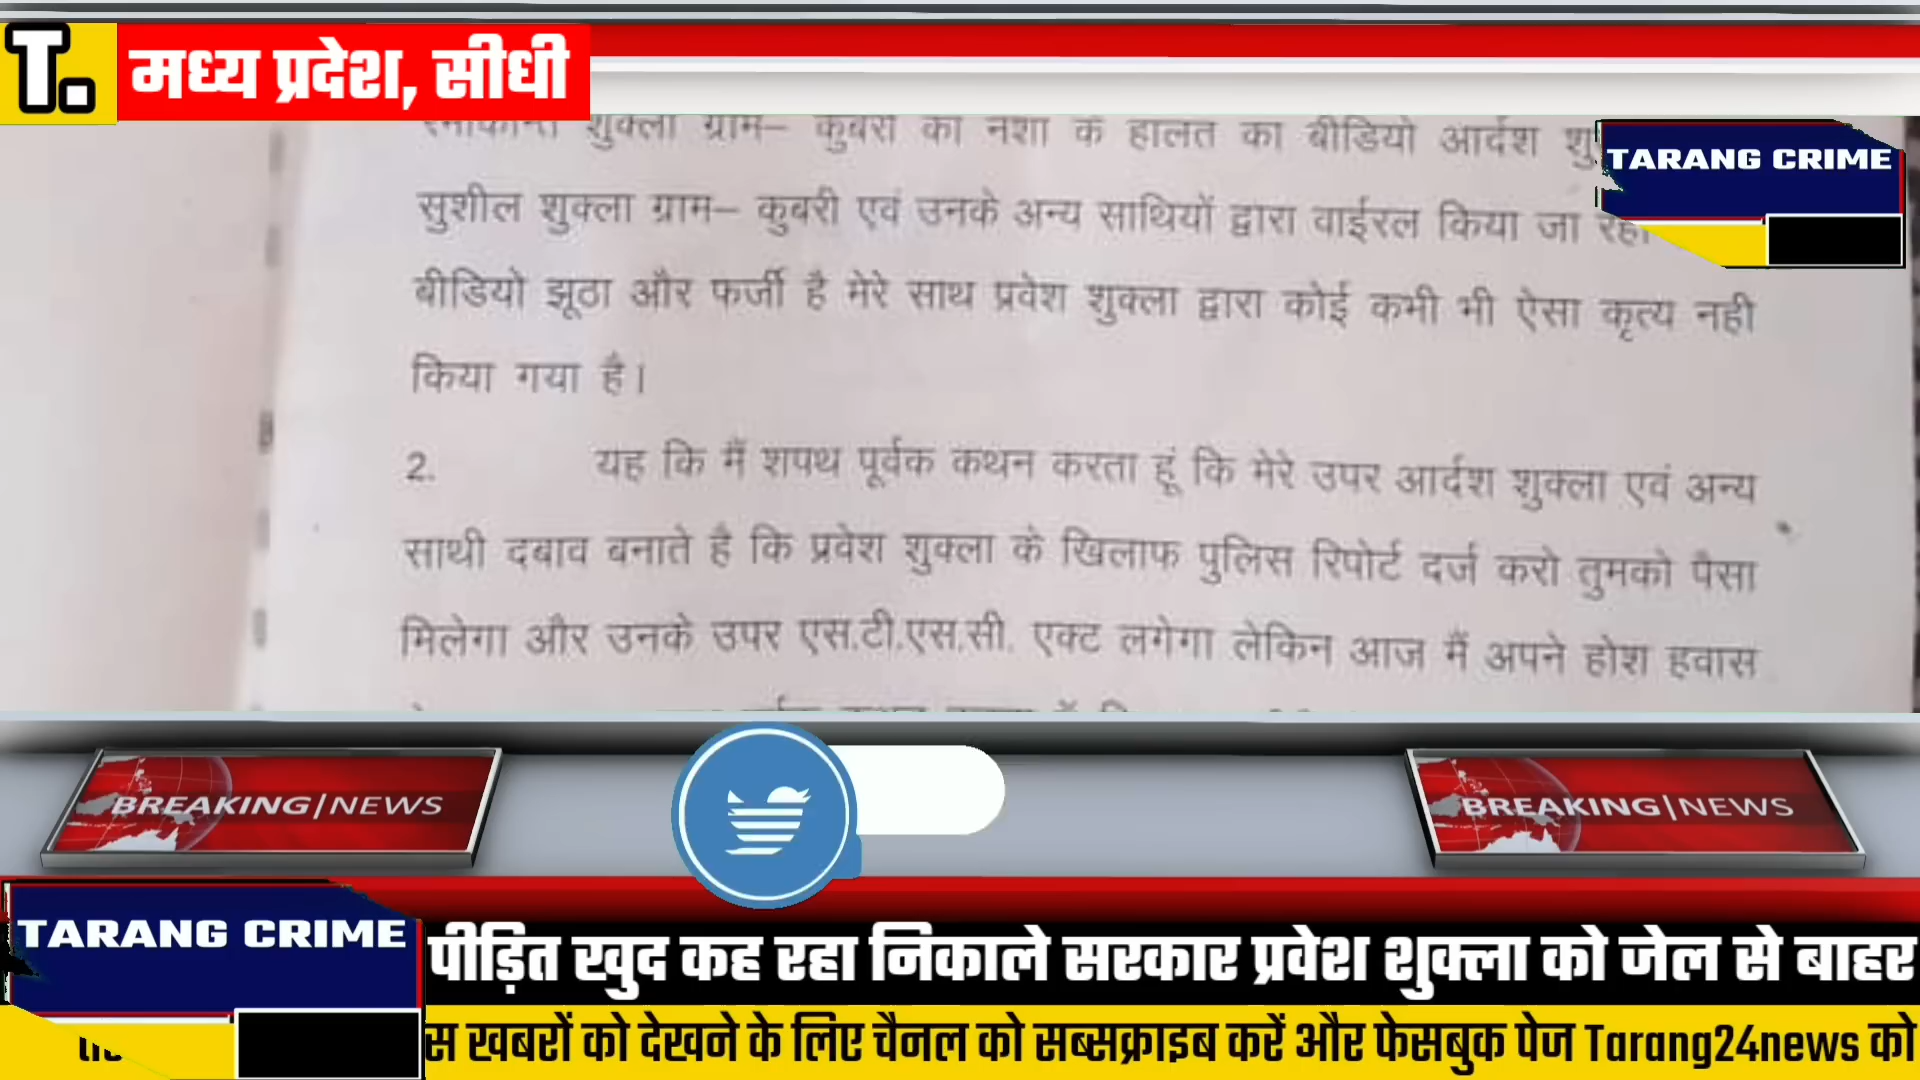 T.
मध्य प्रदेश, सीधी
TARANG CRIME
शुक्ला ग्राम– कुबरी का नशा के हालत का बीडियो आर्दश
सुशील शुक्ला ग्राम– कुबरी एवं उनके अन्य साथियों द्वारा वाईरल किया जा रहा
बीडियो झूठा और फर्जी है मेरे साथ प्रवेश शुक्ला द्वारा कोई कभी भी ऐसा कृत्य नही
किया गया है।
2. यह कि मैं शपथ पूर्वक कथन करता हूं कि मेरे उपर आर्दश शुक्ला एवं अन्य
साथी दबाव बनाते है कि प्रवेश शुक्ला के खिलाफ पुलिस रिपोर्ट दर्ज करो तुमको पैसा
मिलेगा और उनके उपर एस.टी.एस.सी. एक्ट लगेगा लेकिन आज मैं अपने होश हवास
BREAKING|NEWS
BREAKING|NEWS
TARANG CRIME
पीड़ित खुद कह रहा निकाले सरकार प्रवेश शुक्ला को जेल से बाहर
स खबरों को देखने के लिए चैनल को सब्सक्राइब करें और फेसबुक पेज Tarang24news को